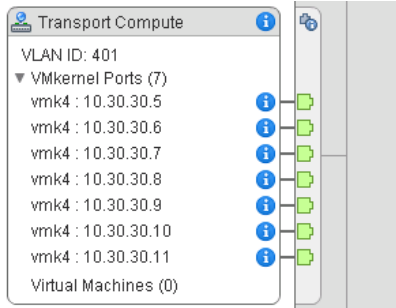 Transport Compute
VLAN ID: 401
VMkernel Ports (7)
vmk4 : 10.30.30.5
vmk4 : 10.30.30.6
vmk4 : 10.30.30.7
vmk4 : 10.30.30.8
vmk4 : 10.30.30.9
vmk4 : 10.30.30.10
vmk4 : 10.30.30.11
Virtual Machines (0)